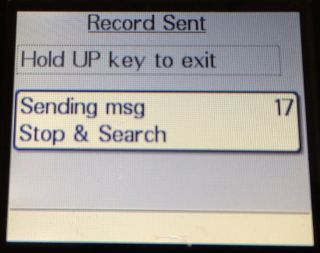 Record Sent
Hold UP key to exit
Sending msg 17
Stop & Search